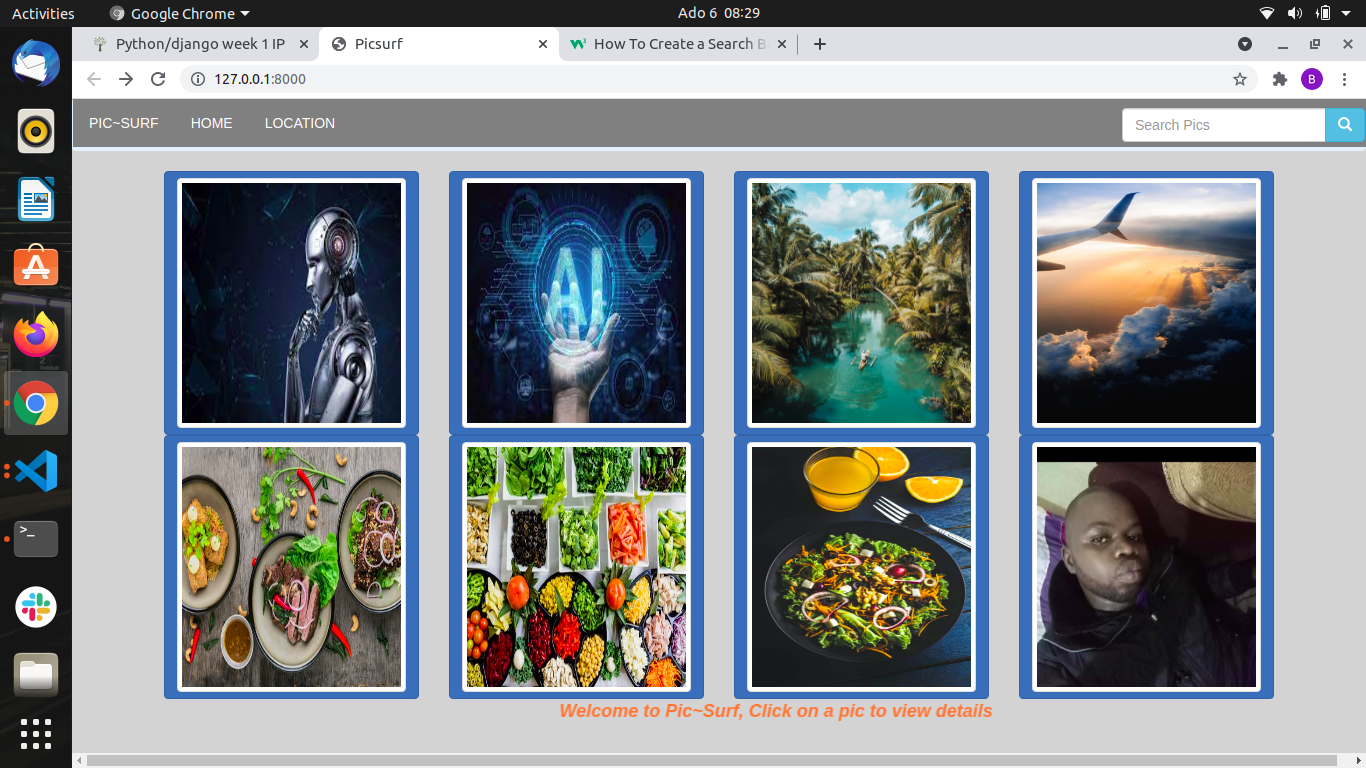 Activities
Google Chrome
Ado 6 08:29
Python/django week 1 IP
Picsurf
How To Create a Search B
127.0.0.1:8000
B
PIC~SURF
HOME
LOCATION
Search Pics
AI
>_
Welcome to Pic~Surf, Click on a pic to view details